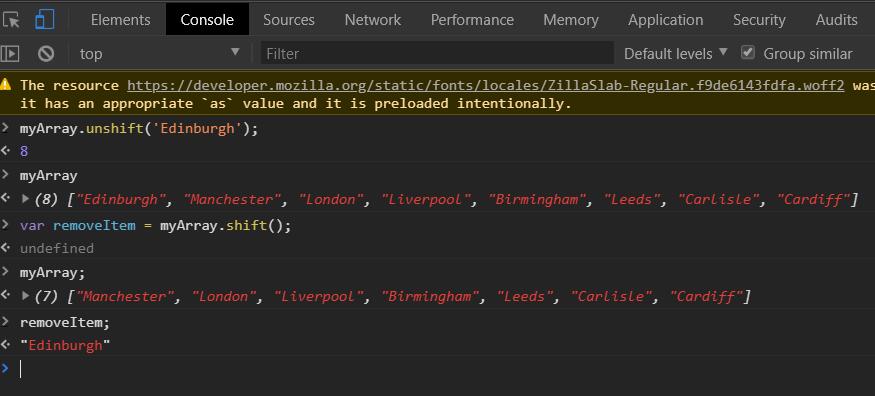 Elements Console Sources Network Performance Memory Application Security Audits
top Filter Default levels Group similar
The resource https://developer.mozilla.org/static/fonts/locales/ZillaSlab-Regular.f9de6143fdfa.woff2 was
it has an appropriate `as` value and it is preloaded intentionally.
> myArray.unshift('Edinburgh');
8
> myArray
(8) ["Edinburgh", "Manchester", "London", "Liverpool", "Birmingham", "Leeds", "Carlisle", "Cardiff"]
> var removeItem = myArray.shift();
undefined
> myArray;
(7) ["Manchester", "London", "Liverpool", "Birmingham", "Leeds", "Carlisle", "Cardiff"]
> removeItem;
"Edinburgh"
>